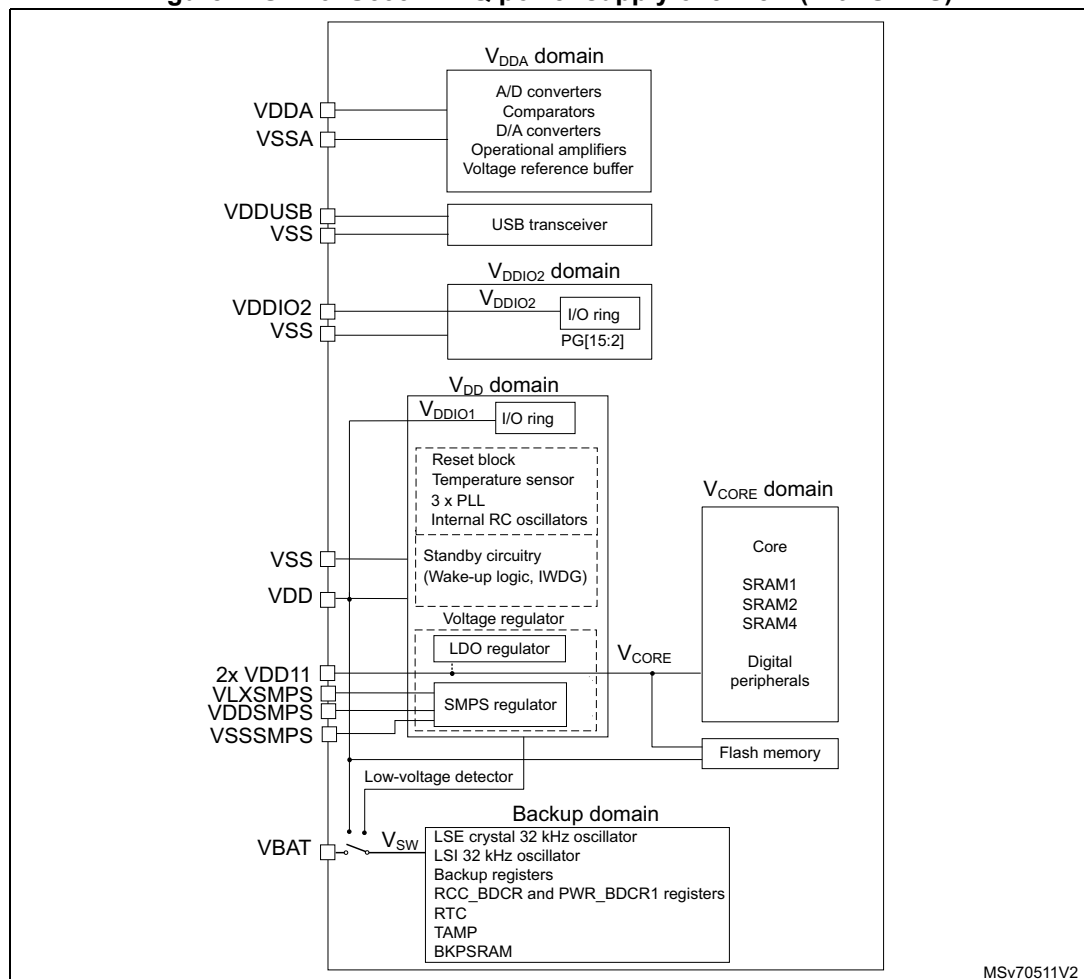 VDDA domain
A/D converters
Comparators
D/A converters
Operational amplifiers
Voltage reference buffer
VDDA
VSSA
VDDUSB
VSS
USB transceiver
VDDIO2 domain
VDDIO2
VDDIO2
I/O ring
PG[15:2]
VSS
VDD domain
VDDIO1
I/O ring
Reset block
Temperature sensor
3 x PLL
Internal RC oscillators
VSS
Standby circuitry
(Wake-up logic, IWDG)
VDD
Voltage regulator
LDO regulator
2x VDD11
VLXSMPS
VDDSMPS
VSSSMPS
SMPS regulator
VCORE
VCORE domain
Core
SRAM1
SRAM2
SRAM4
Digital
peripherals
Flash memory
Low-voltage detector
Backup domain
VBAT
VSW
LSE crystal 32 kHz oscillator
LSI 32 kHz oscillator
Backup registers
RCC_BDCR and PWR_BDCR1 registers
RTC
TAMP
BKPSRAM
MSv70511V2